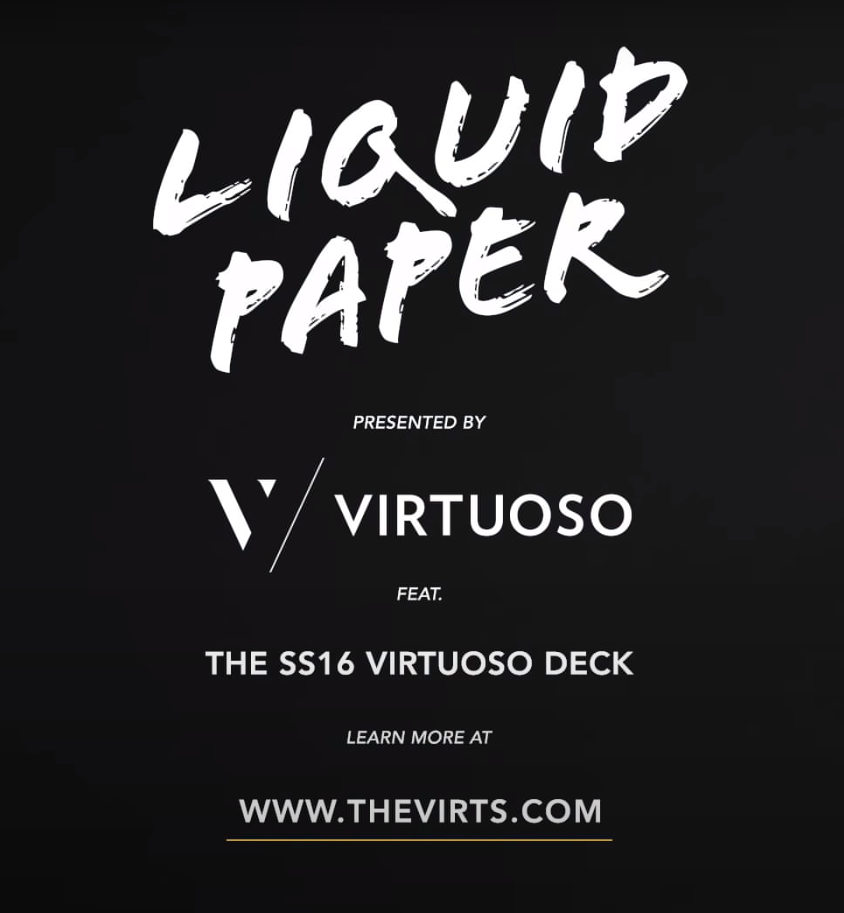 LIQUID
PAPER
PRESENTED BY
V/ VIRTUOSO
FEAT.
THE SS16 VIRTUOSO DECK
LEARN MORE AT
WWW.THEVIRTS.COM